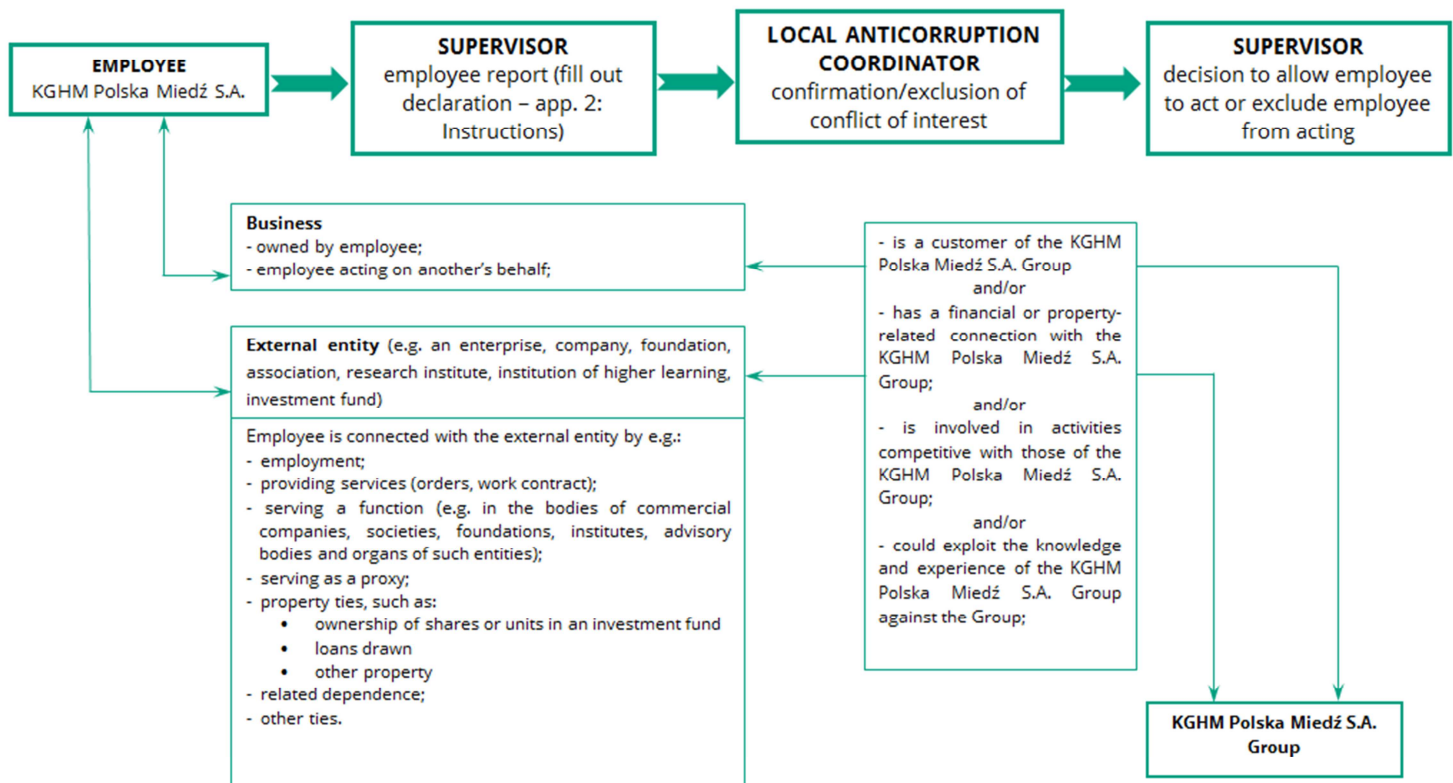 EMPLOYEE
KGHM Polska Miedź S.A.
SUPERVISOR
employee report (fill out
declaration – app. 2:
Instructions)
LOCAL ANTICORRUPTION
COORDINATOR
confirmation/exclusion of
conflict of interest
SUPERVISOR
decision to allow employee
to act or exclude employee
from acting
Business
- owned by employee;
- employee acting on another's behalf;
External entity (e.g. an enterprise, company, foundation,
association, research institute, institution of higher learning,
investment fund)
Employee is connected with the external entity by e.g.:
- employment;
- providing services (orders, work contract);
- serving a function (e.g. in the bodies of commercial
companies, societies, foundations, institutes, advisory
bodies and organs of such entities);
- serving as a proxy;
- property ties, such as:
• ownership of shares or units in an investment fund
• loans drawn
• other property
- related dependence;
- other ties.
- is a customer of the KGHM
Polska Miedź S.A. Group
and/or
- has a financial or property-
related connection with the
KGHM Polska Miedź S.A.
Group;
and/or
- is involved in activities
competitive with those of the
KGHM Polska Miedź S.A.
Group;
and/or
- could exploit the knowledge
and experience of the KGHM
Polska Miedź S.A. Group
against the Group;
KGHM Polska Miedź S.A.
Group